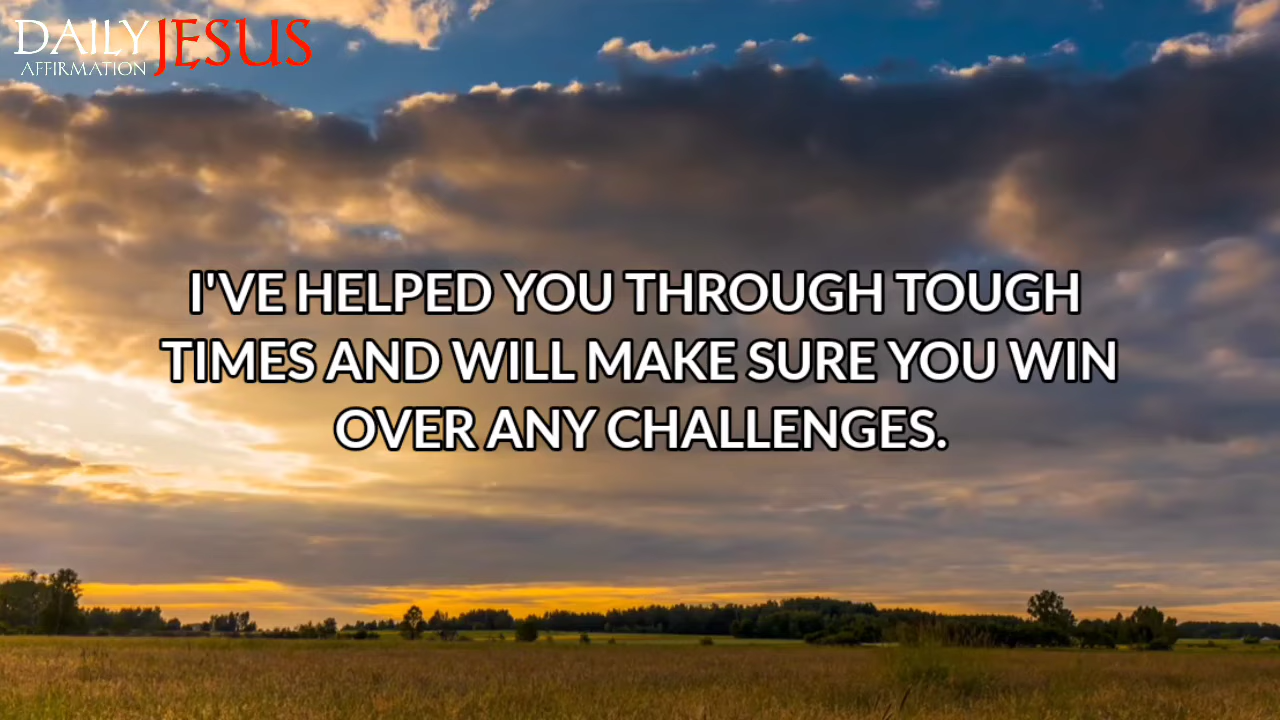 DAILY JESUS
AFFIRMATION
I'VE HELPED YOU THROUGH TOUGH
TIMES AND WILL MAKE SURE YOU WIN
OVER ANY CHALLENGES.